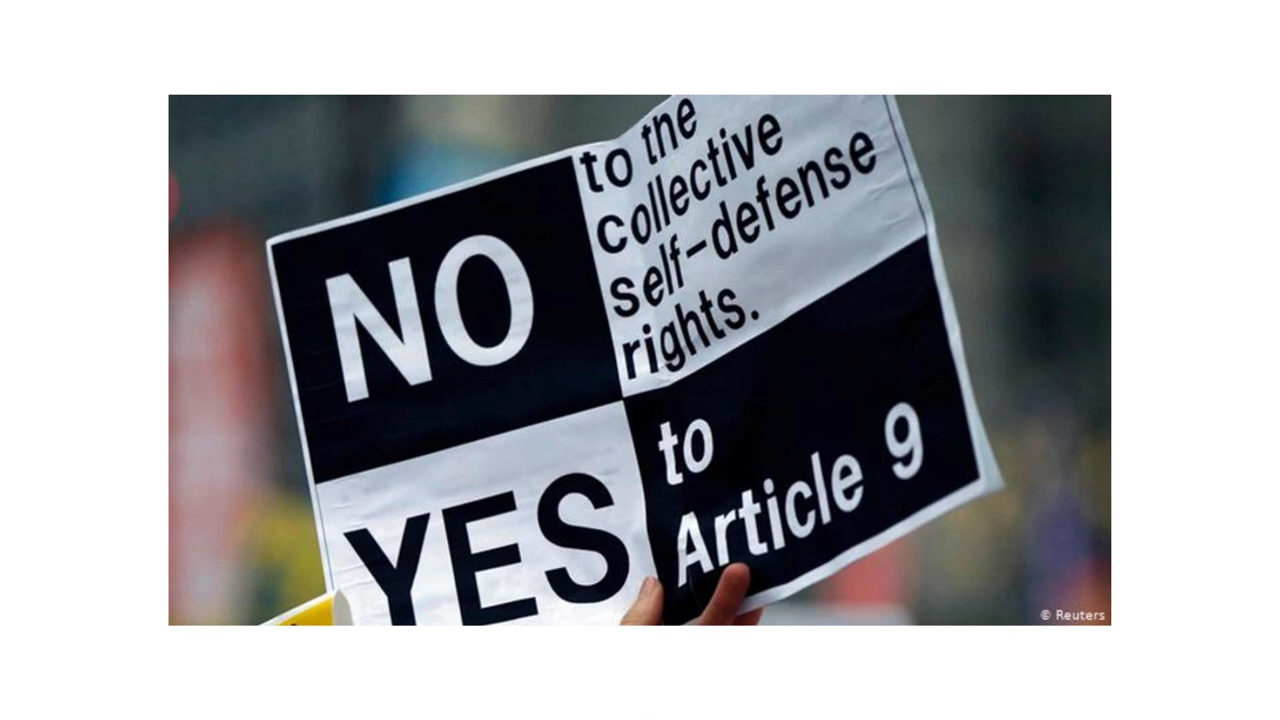 NO
to the
collective
self-defense
rights.
YES
to
Article 9
© Reuters